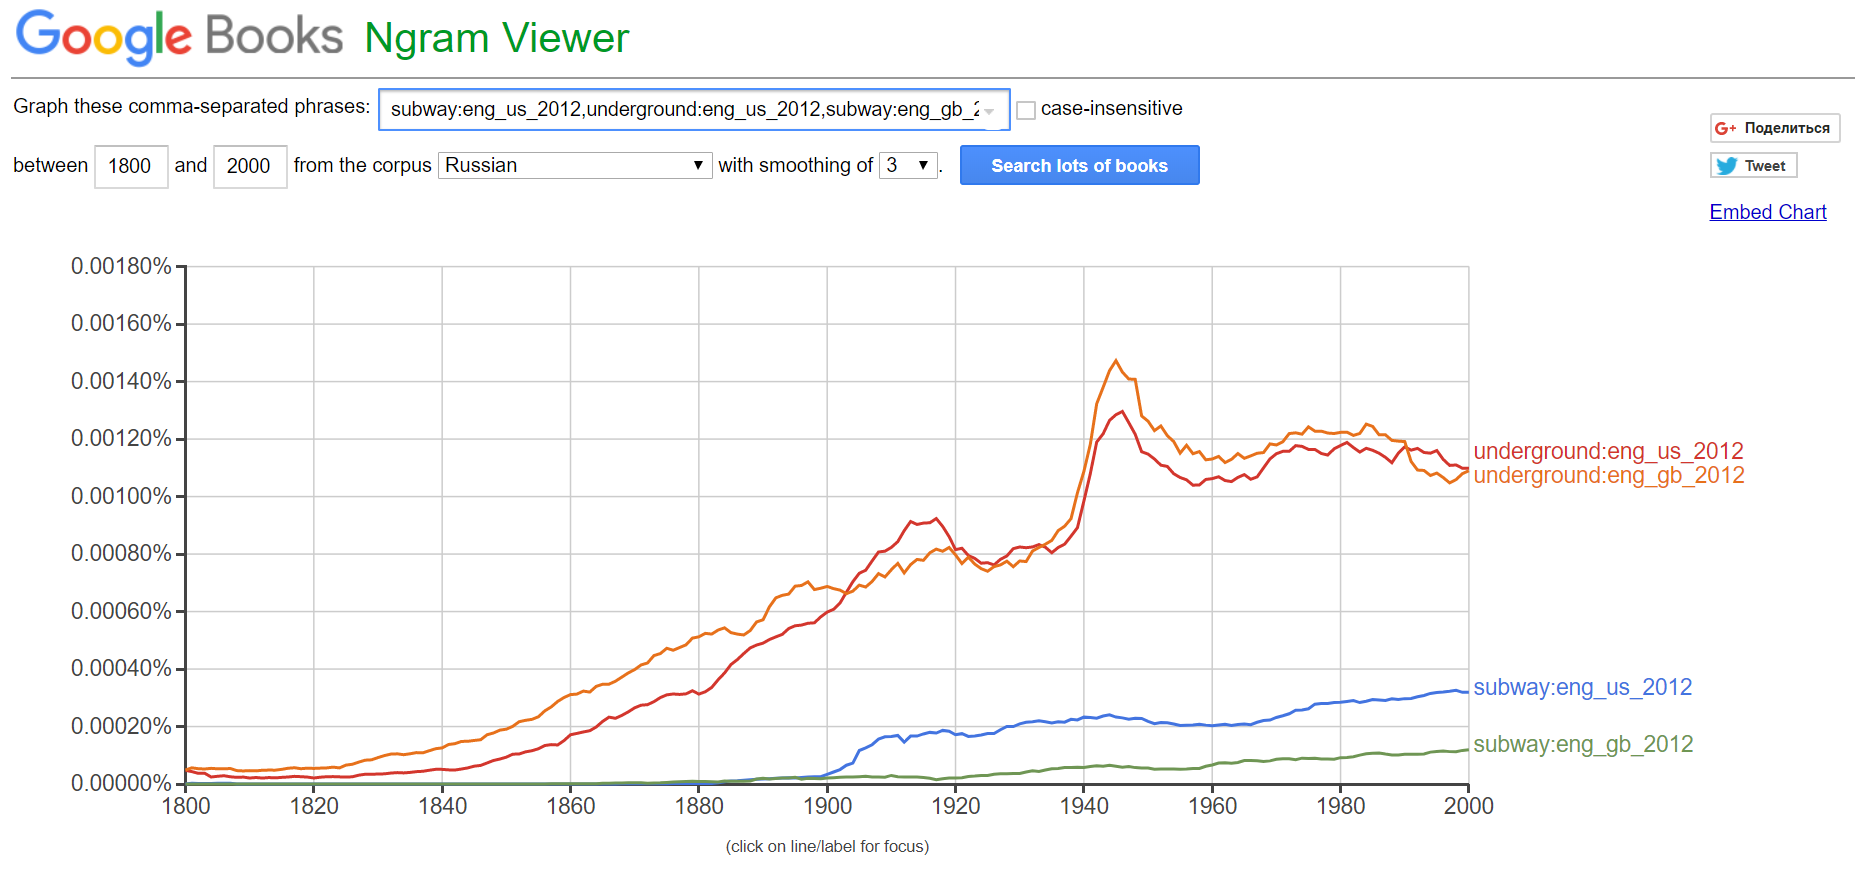 Google Books Ngram Viewer
Graph these comma-separated phrases: subway:eng_us_2012,underground:eng_us_2012,subway:eng_gb_2 case-insensitive
between 1800 and 2000 from the corpus Russian with smoothing of 3 . Search lots of books
G+ Поделиться
Tweet
Embed Chart
0.00180%
0.00160%
0.00140%
0.00120%
0.00100%
0.00080%
0.00060%
0.00040%
0.00020%
0.00000%
underground:eng_us_2012
underground:eng_gb_2012
subway:eng_us_2012
subway:eng_gb_2012
1800 1820 1840 1860 1880 1900 1920 1940 1960 1980 2000
(click on line/label for focus)